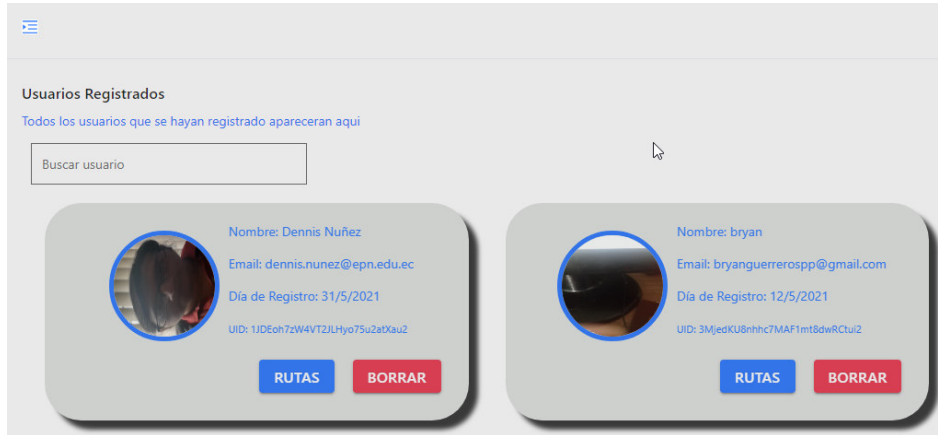 Usuarios Registrados
Todos los usuarios que se hayan registrado apareceran aqui
Buscar usuario
Nombre: Dennis Nuñez
Email: dennis.nunez@epn.edu.ec
Día de Registro: 31/5/2021
UID: 1JDEoh7zW4VT2JLHyo75u2atXau2
RUTAS BORRAR
Nombre: bryan
Email: bryanguerrerospp@gmail.com
Día de Registro: 12/5/2021
UID: 3MjedKU8nhhc7MAF1mt8dwRCtui2
RUTAS BORRAR